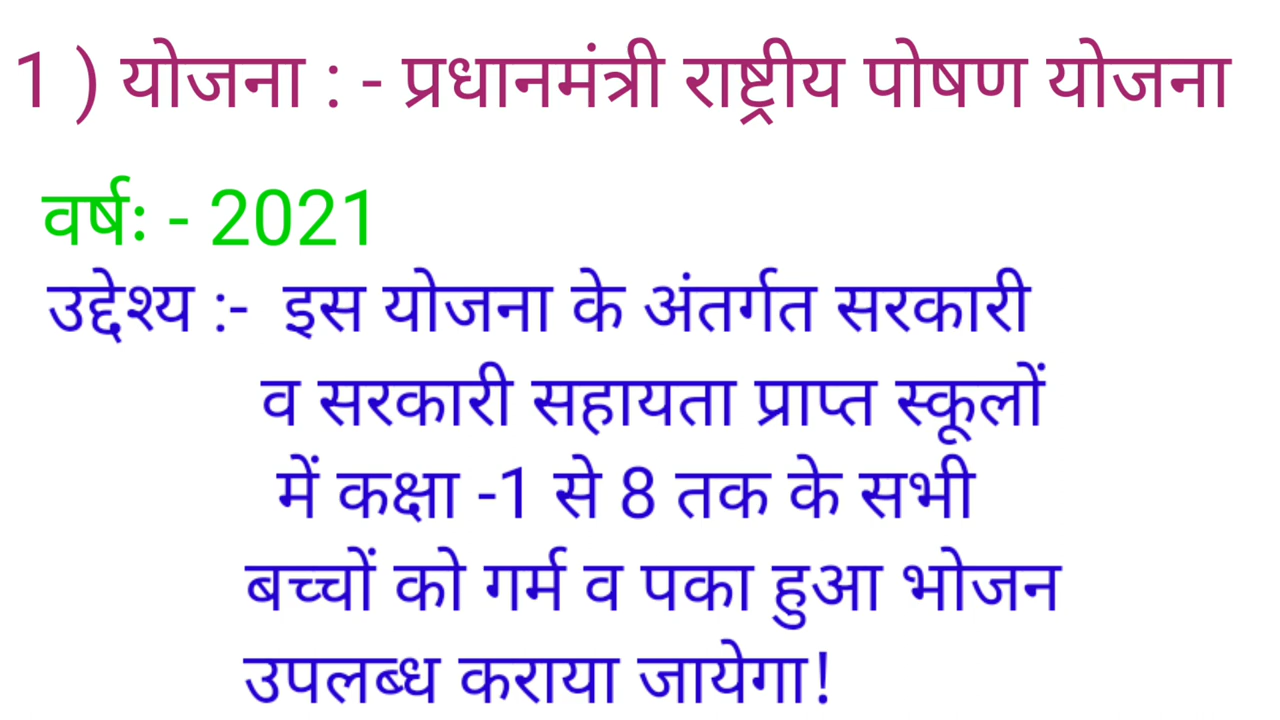 1 ) योजना : - प्रधानमंत्री राष्ट्रीय पोषण योजना
वर्षः - 2021
उद्देश्य :- इस योजना के अंतर्गत सरकारी
व सरकारी सहायता प्राप्त स्कूलों
में कक्षा -1 से 8 तक के सभी
बच्चों को गर्म व पका हुआ भोजन
उपलब्ध कराया जायेगा!